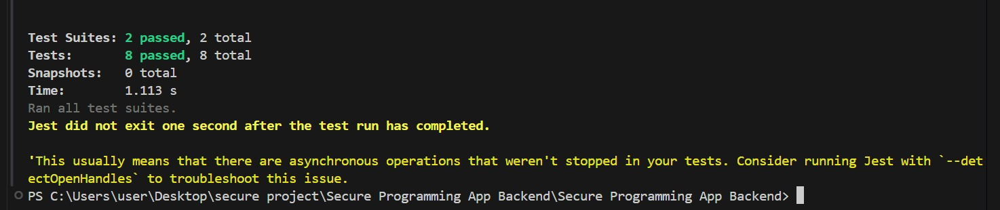 Test Suites: 2 passed, 2 total
Tests:       8 passed, 8 total
Snapshots:   0 total
Time:        1.113 s
Ran all test suites.
Jest did not exit one second after the test run has completed.

'This usually means that there are asynchronous operations that weren't stopped in your tests. Consider running Jest with `--det
ectOpenHandles` to troubleshoot this issue.
PS C:\Users\user\Desktop\secure project\Secure Programming App Backend\Secure Programming App Backend>